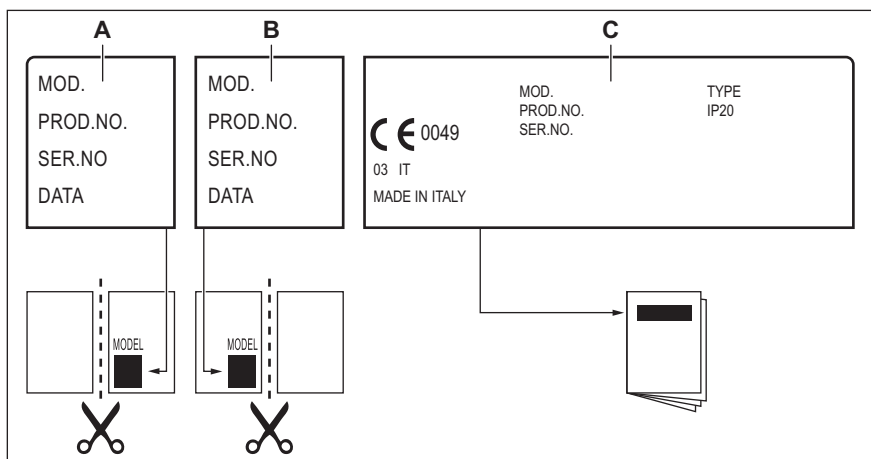 A
B
C
MOD.
PROD.NO.
SER.NO
DATA
MOD.
PROD.NO.
SER.NO
DATA
MOD.
PROD.NO.
SER.NO.
TYPE
IP20
CE 0049
03 IT
MADE IN ITALY
MODEL
MODEL